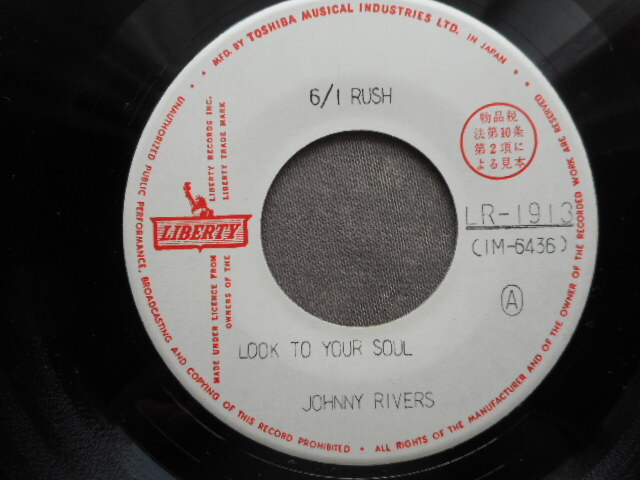 MFD. BY TOSHIBA MUSICAL INDUSTRIES LTD. IN JAPAN
6/1 RUSH
物品税
法第10条
第2項に
よる見本
LIBERTY RECORDS INC.
LIBERTY TRADE MARK
LIBERTY
MADE UNDER LICENCE FROM
OWNERS OF THE
LR-1913
(IM-6436)
A
LOOK TO YOUR SOUL
JOHNNY RIVERS
UNAUTHORIZED PUBLIC PERFORMANCE, BROADCASTING AND COPYING OF THIS RECORD PROHIBITED • ALL RIGHTS OF THE MANUFACTURER AND OF THE OWNER OF THE RECORDED WORK ARE RESERVED